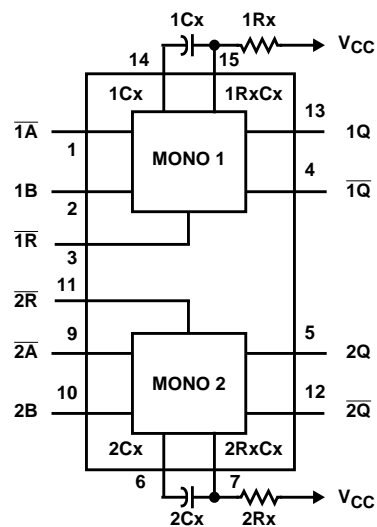 1Cx 1Rx
VCC
14 15
1Cx 1RxCx
1A 13 1Q
1
MONO 1
1B 4 1Q
2
1R
3
11
2R
9 5
2A 2Q
MONO 2
10 12
2B 2Q
2Cx 2RxCx
6 7
VCC
2Cx 2Rx